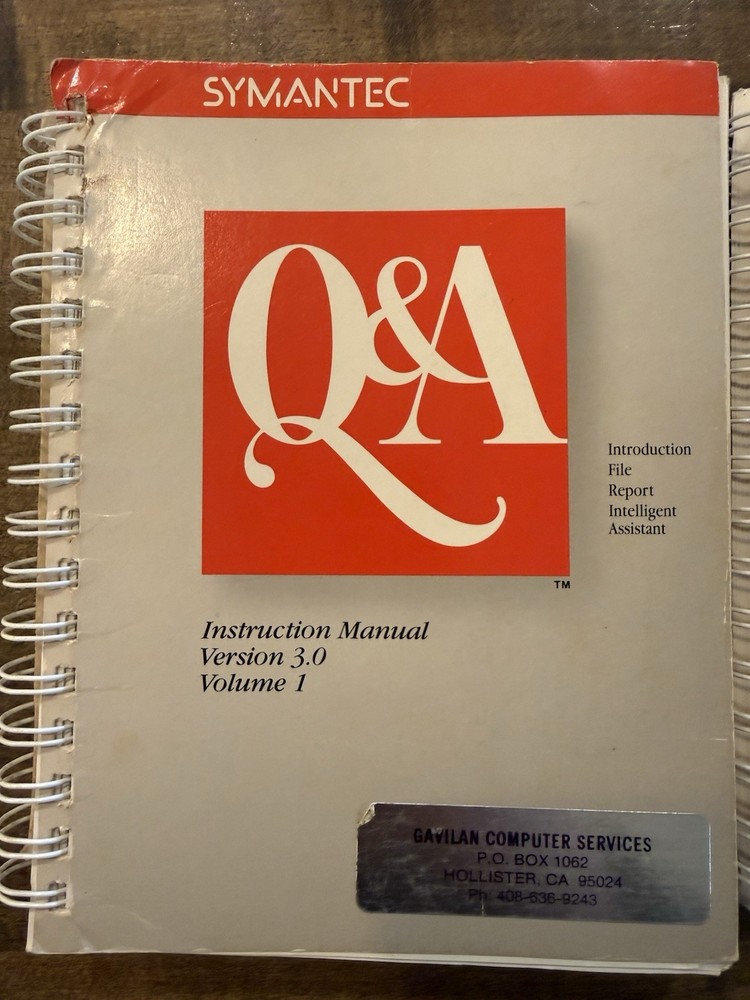 SYMANTEC
Q&A
Introduction
File
Report
Intelligent
Assistant
TM
Instruction Manual
Version 3.0
Volume 1
GAVILAN COMPUTER SERVICES
P.O. BOX 1062
HOLLISTER, CA 95024
Ph. 408-636-9243